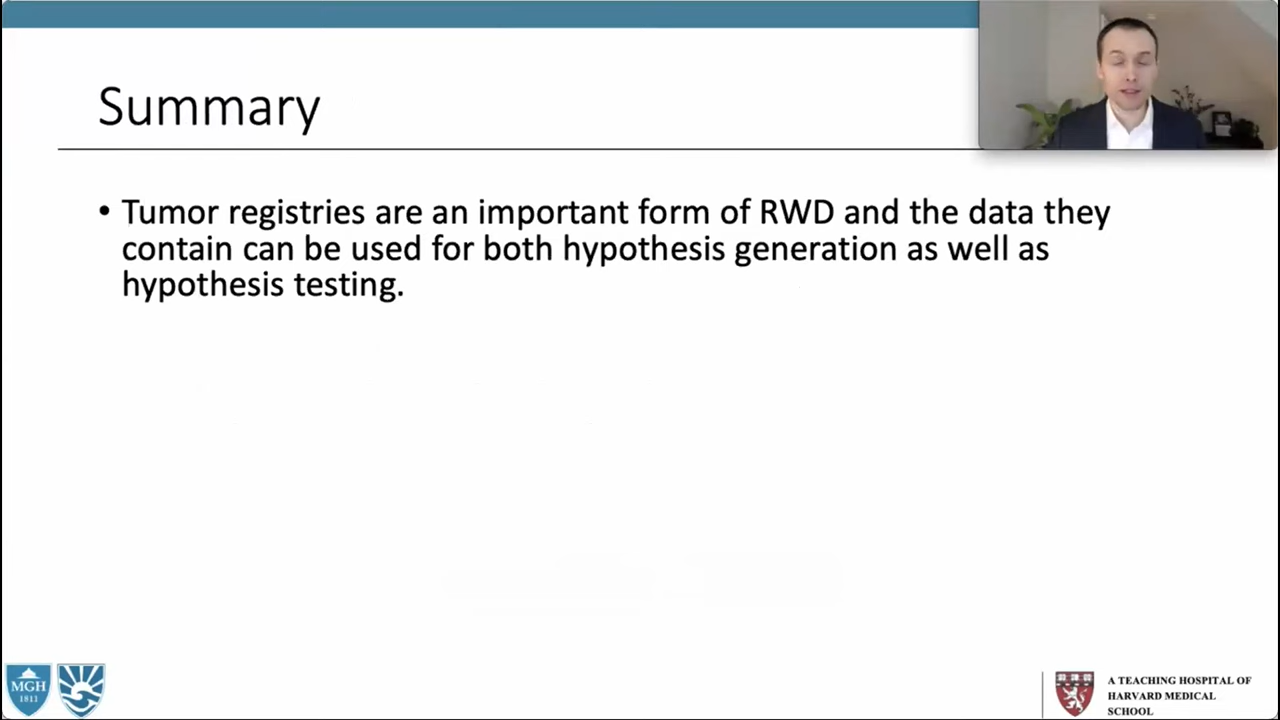 Summary
• Tumor registries are an important form of RWD and the data they
contain can be used for both hypothesis generation as well as
hypothesis testing.
MGH
1811
A TEACHING HOSPITAL OF
HARVARD MEDICAL
SCHOOL